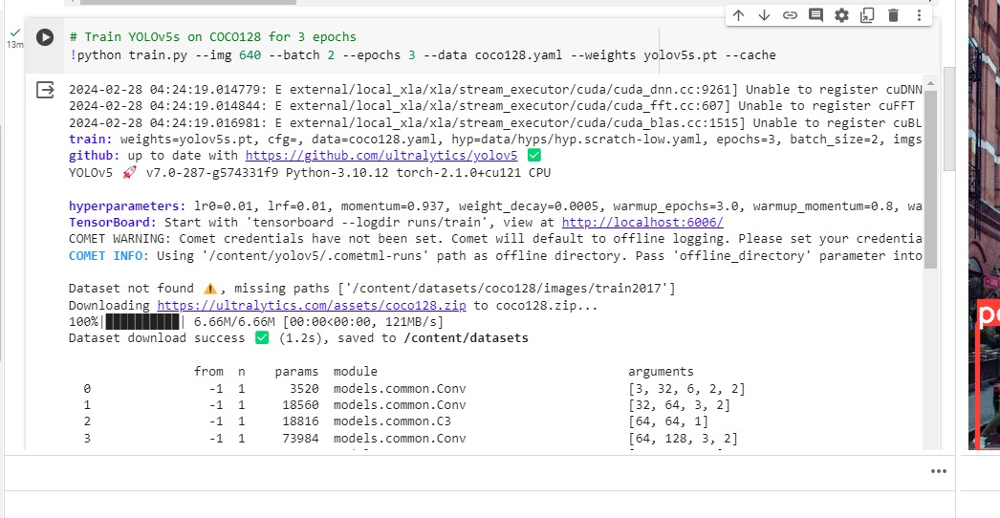 13m
# Train YOLOv5s on COCO128 for 3 epochs
!python train.py --img 640 --batch 2 --epochs 3 --data coco128.yaml --weights yolov5s.pt --cache
2024-02-28 04:24:19.014779: E external/local_xla/xla/stream_executor/cuda/cuda_dnn.cc:9261] Unable to register cuDNN
2024-02-28 04:24:19.014844: E external/local_xla/xla/stream_executor/cuda/cuda_fft.cc:607] Unable to register cuFFT
2024-02-28 04:24:19.016981: E external/local_xla/xla/stream_executor/cuda/cuda_blas.cc:1515] Unable to register cuBL
train: weights=yolov5s.pt, cfg=, data=coco128.yaml, hyp=data/hyps/hyp.scratch-low.yaml, epochs=3, batch_size=2, imgs
github: up to date with https://github.com/ultralytics/yolov5 ✅
YOLOv5 🚀 v7.0-287-g574331f9 Python-3.10.12 torch-2.1.0+cu121 CPU
hyperparameters: lr0=0.01, lrf=0.01, momentum=0.937, weight_decay=0.0005, warmup_epochs=3.0, warmup_momentum=0.8, wa
TensorBoard: Start with 'tensorboard --logdir runs/train', view at http://localhost:6006/
COMET WARNING: Comet credentials have not been set. Comet will default to offline logging. Please set your credentia
COMET INFO: Using '/content/yolov5/.cometml-runs' path as offline directory. Pass 'offline_directory' parameter into
Dataset not found ⚠️, missing paths ['/content/datasets/coco128/images/train2017']
Downloading https://ultralytics.com/assets/coco128.zip to coco128.zip...
100%|██████████| 6.66M/6.66M [00:00<00:00, 121MB/s]
Dataset download success ✅ (1.2s), saved to /content/datasets
from n params module arguments
0 -1 1 3520 models.common.Conv [3, 32, 6, 2, 2]
1 -1 1 18560 models.common.Conv [32, 64, 3, 2]
2 -1 1 18816 models.common.C3 [64, 64, 1]
3 -1 1 73984 models.common.Conv [64, 128, 3, 2]